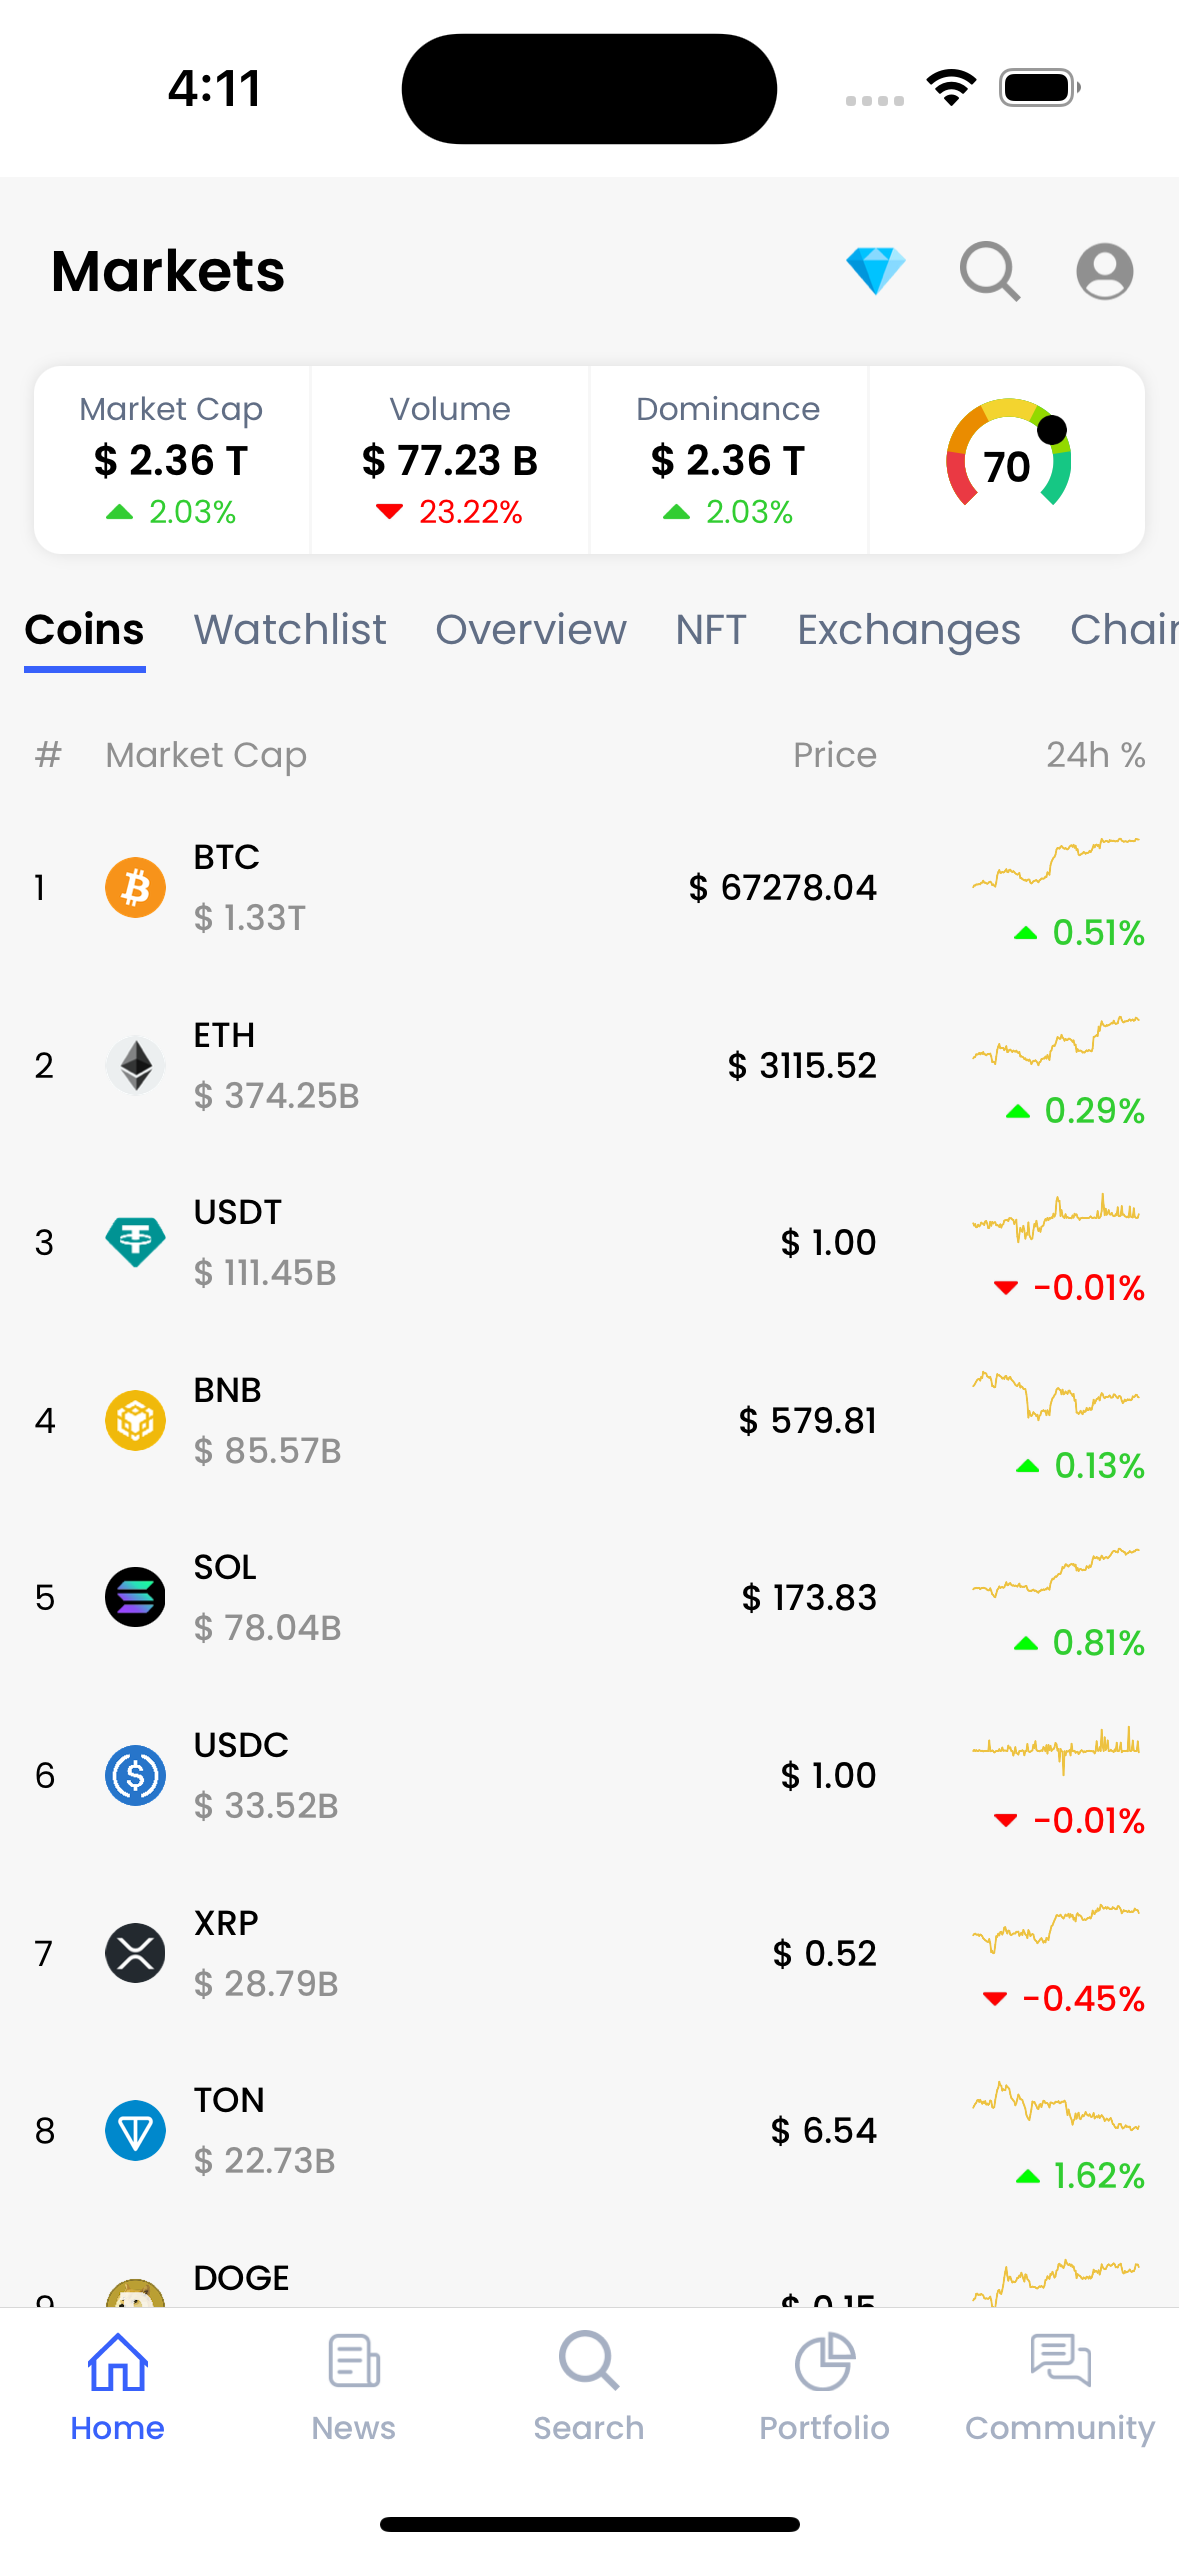 4:11
Markets
Market Cap Volume Dominance
$ 2.36 T $ 77.23 B $ 2.36 T 70
2.03% 23.22% 2.03%
Coins Watchlist Overview NFT Exchanges
# Market Cap Price 24h %
BTC
1 $ 67278.04
$ 1.33T 0.51%
ETH
2 $ 3115.52
$ 374.25B 0.29%
USDT
3 $ 1.00
$ 111.45B -0.01%
BNB
4 $ 579.81
$ 85.57B 0.13%
SOL
5 $ 173.83
$ 78.04B 0.81%
USDC
6 $ 1.00
$ 33.52B -0.01%
XRP
7 $ 0.52
$ 28.79B -0.45%
TON
8 $ 6.54
$ 22.73B 1.62%
DOGE
9 $ 0.15
Home News Search Portfolio Community